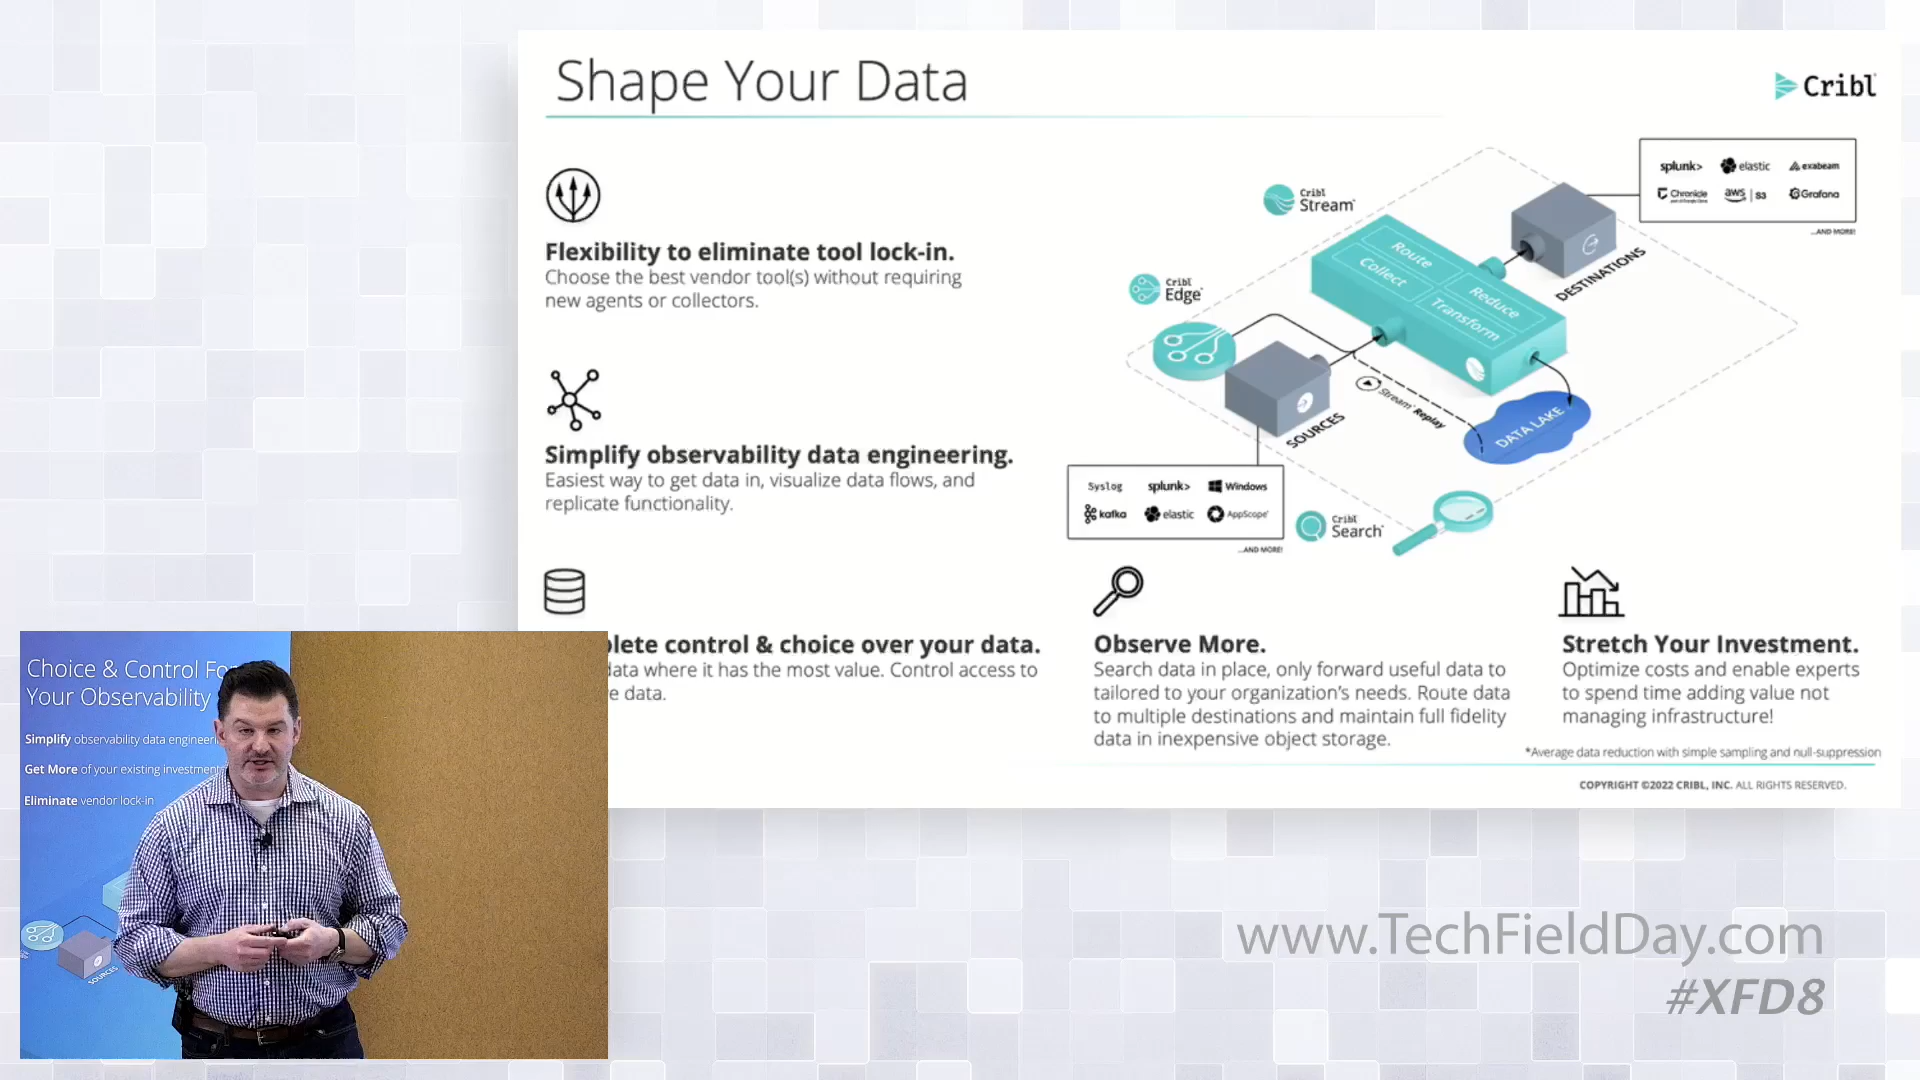 Shape Your Data
Cribl
Flexibility to eliminate tool lock-in.
Choose the best vendor tool(s) without requiring
new agents or collectors.
Simplify observability data engineering.
Easiest way to get data in, visualize data flows, and
replicate functionality.
plete control & choice over your data.
data where it has the most value. Control access to
e data.
Cribl
Stream
Cribl
Edge
Route
Collect
Reduce
Transform
DESTINATIONS
splunk> elastic exabeam
Chronicle aws S3 Grafana
...AND MORE!
SOURCES
Stream Replay
DATA LAKE
Syslog splunk> Windows
kafka elastic AppScope
...AND MORE!
Cribl
Search
Observe More.
Search data in place, only forward useful data to
tailored to your organization's needs. Route data
to multiple destinations and maintain full fidelity
data in inexpensive object storage.
Stretch Your Investment.
Optimize costs and enable experts
to spend time adding value not
managing infrastructure!
*Average data reduction with simple sampling and null-suppression
COPYRIGHT ©2022 CRIBL, INC. ALL RIGHTS RESERVED.
Choice & Control For
Your Observability
Simplify observability data engineeri
Get More of your existing investment
Eliminate vendor lock-in
SOURCES
www.TechFieldDay.com
#XFD8